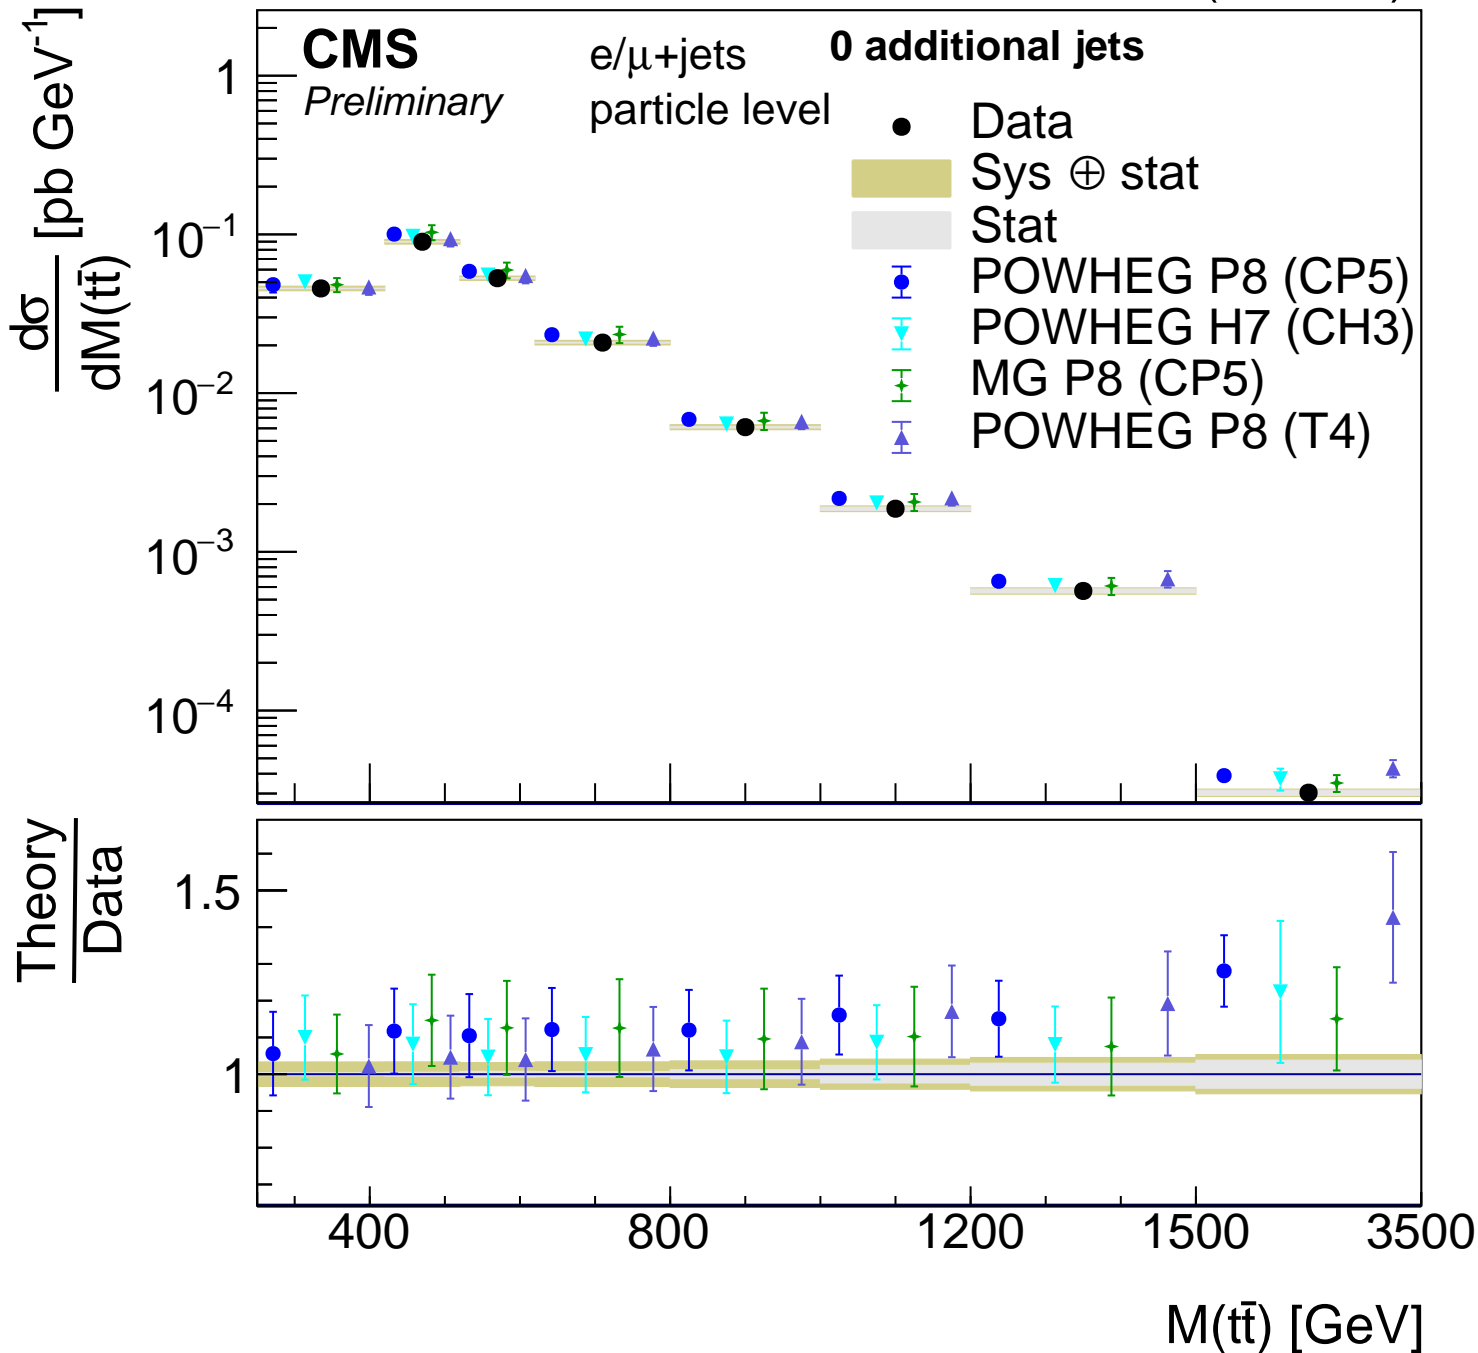 CMS
Preliminary
e/μ+jets
particle level
0 additional jets
Data
Sys ⊕ stat
Stat
POWHEG P8 (CP5)
POWHEG H7 (CH3)
MG P8 (CP5)
POWHEG P8 (T4)
dσ
dM(tt̄)
[pb GeV⁻¹]
1
10⁻¹
10⁻²
10⁻³
10⁻⁴
Theory
Data
1.5
1
400 800 1200 1500 3500
M(tt̄) [GeV]